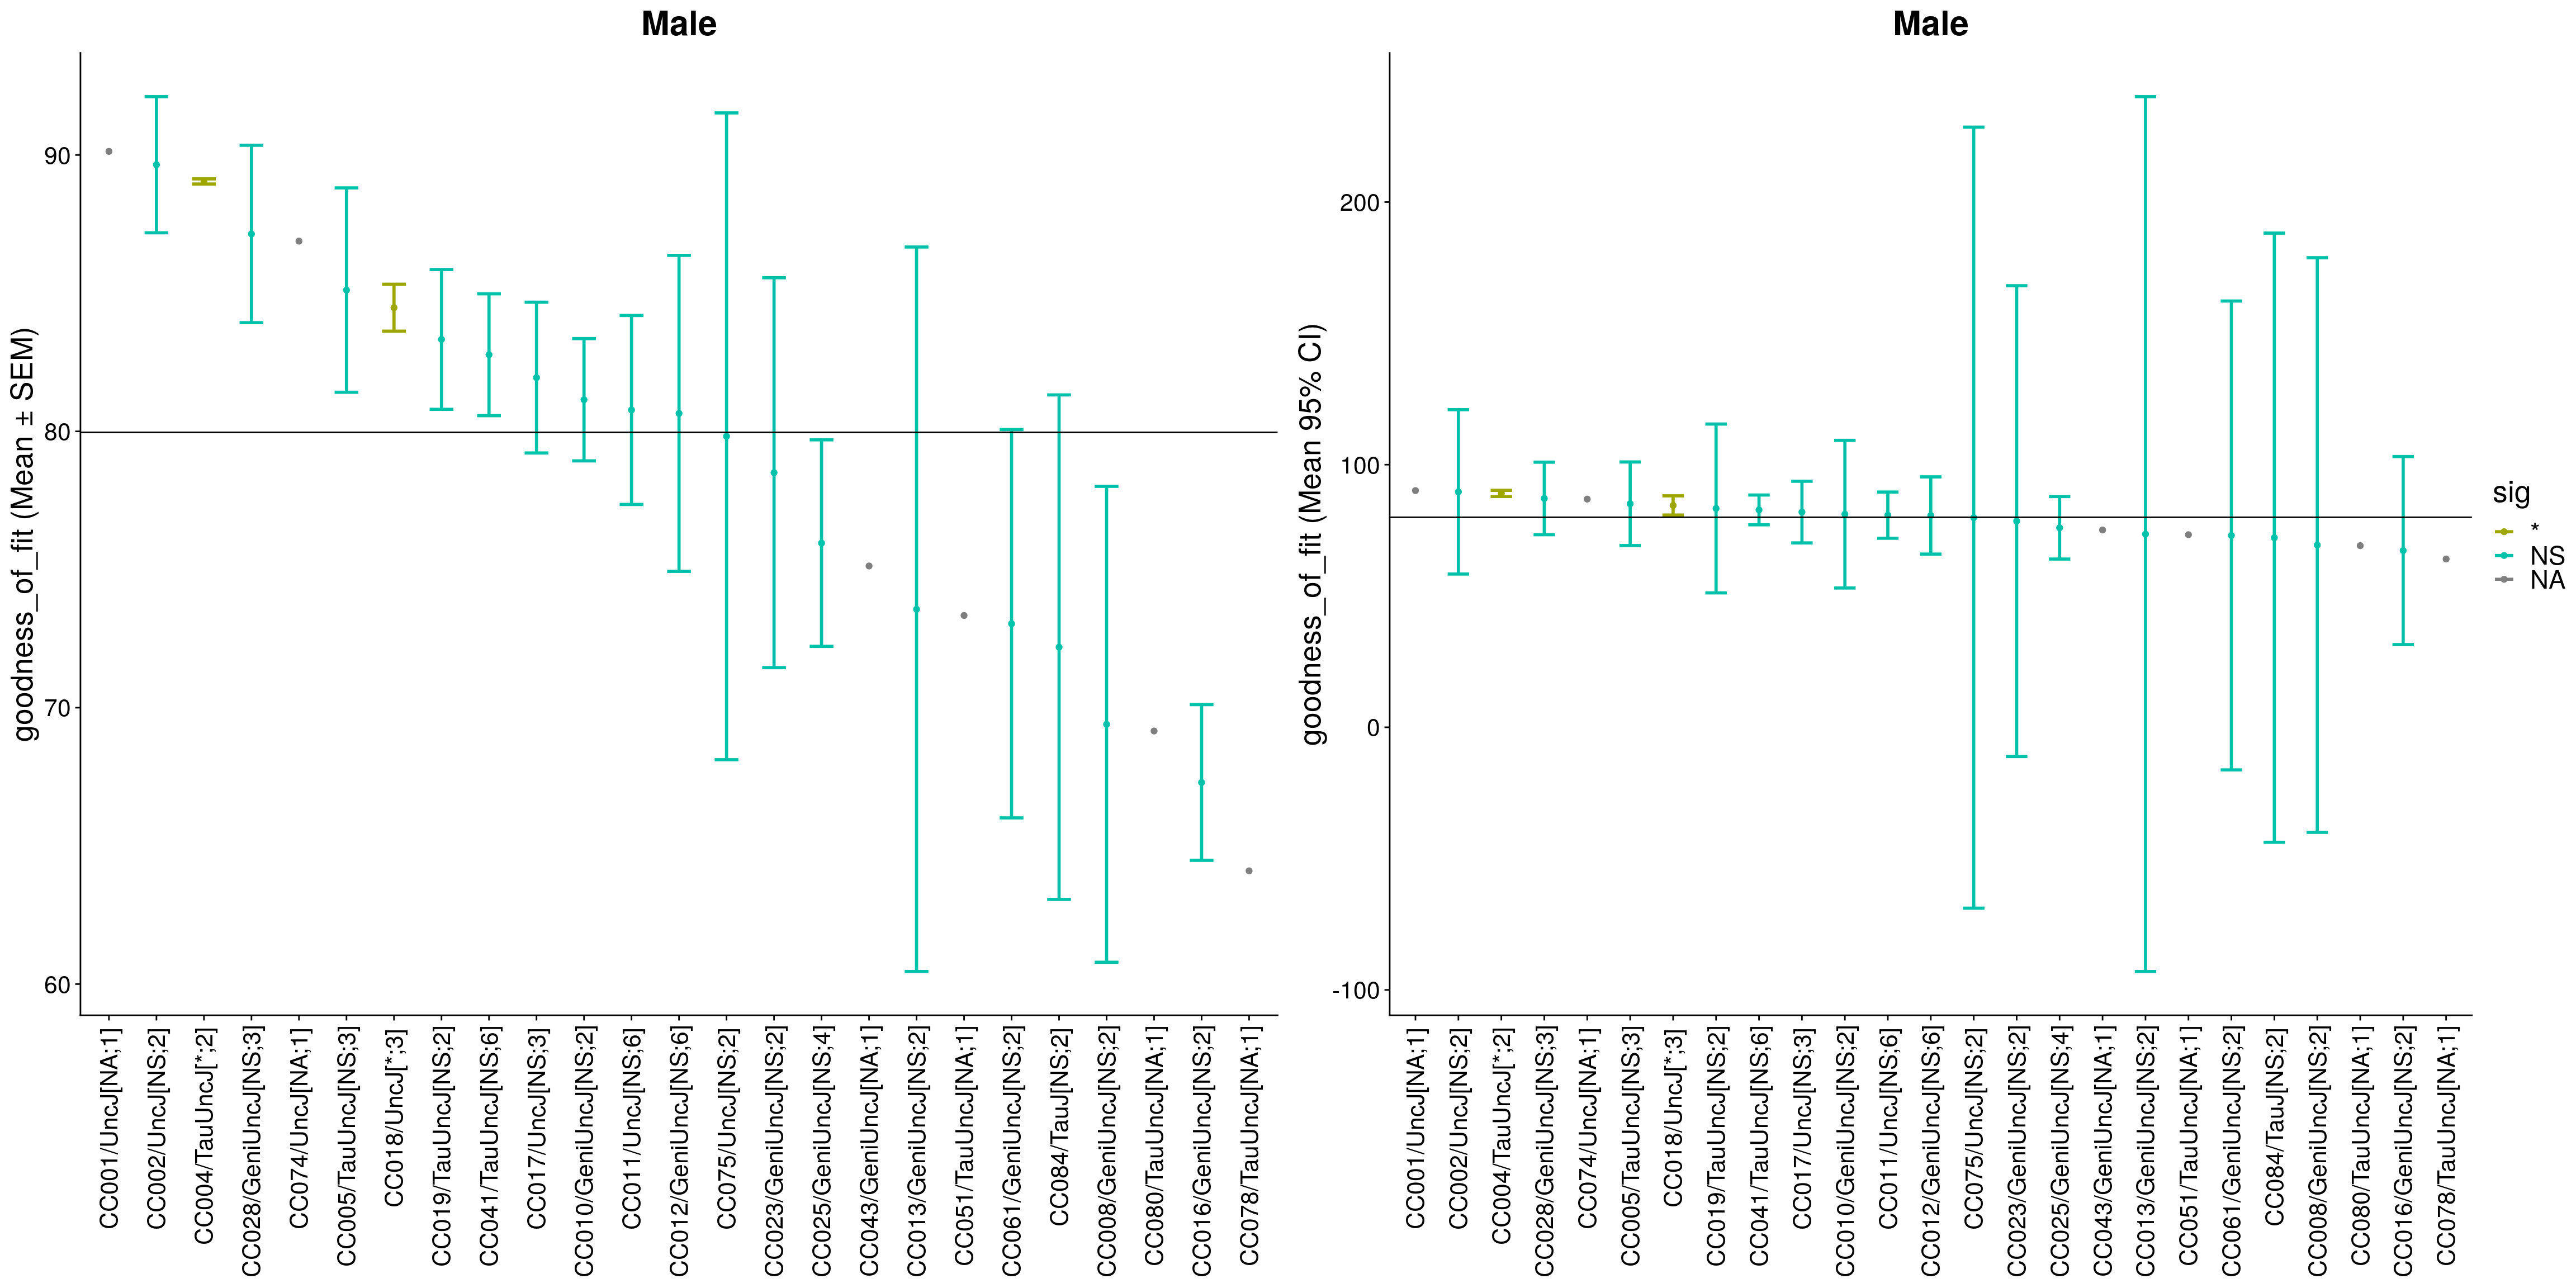 Male
goodness_of_fit (Mean ± SEM)
90
80
70
60
CC001/UncJ[NA;1]
CC002/UncJ[NS;2]
CC004/TauUncJ[*;2]
CC028/GeniUncJ[NS;3]
CC074/UncJ[NA;1]
CC005/TauUncJ[NS;3]
CC018/UncJ[*;3]
CC019/TauUncJ[NS;2]
CC041/TauUncJ[NS;6]
CC017/UncJ[NS;3]
CC010/GeniUncJ[NS;2]
CC011/UncJ[NS;6]
CC012/GeniUncJ[NS;6]
CC075/UncJ[NS;2]
CC023/GeniUncJ[NS;2]
CC025/GeniUncJ[NS;4]
CC043/GeniUncJ[NA;1]
CC013/GeniUncJ[NS;2]
CC051/TauUncJ[NA;1]
CC061/GeniUncJ[NS;2]
CC084/TauJ[NS;2]
CC008/GeniUncJ[NS;2]
CC080/TauUncJ[NA;1]
CC016/GeniUncJ[NS;2]
CC078/TauUncJ[NA;1]
Male
goodness_of_fit (Mean 95% CI)
200
100
0
-100
CC001/UncJ[NA;1]
CC002/UncJ[NS;2]
CC004/TauUncJ[*;2]
CC028/GeniUncJ[NS;3]
CC074/UncJ[NA;1]
CC005/TauUncJ[NS;3]
CC018/UncJ[*;3]
CC019/TauUncJ[NS;2]
CC041/TauUncJ[NS;6]
CC017/UncJ[NS;3]
CC010/GeniUncJ[NS;2]
CC011/UncJ[NS;6]
CC012/GeniUncJ[NS;6]
CC075/UncJ[NS;2]
CC023/GeniUncJ[NS;2]
CC025/GeniUncJ[NS;4]
CC043/GeniUncJ[NA;1]
CC013/GeniUncJ[NS;2]
CC051/TauUncJ[NA;1]
CC061/GeniUncJ[NS;2]
CC084/TauJ[NS;2]
CC008/GeniUncJ[NS;2]
CC080/TauUncJ[NA;1]
CC016/GeniUncJ[NS;2]
CC078/TauUncJ[NA;1]
sig
*
NS
NA